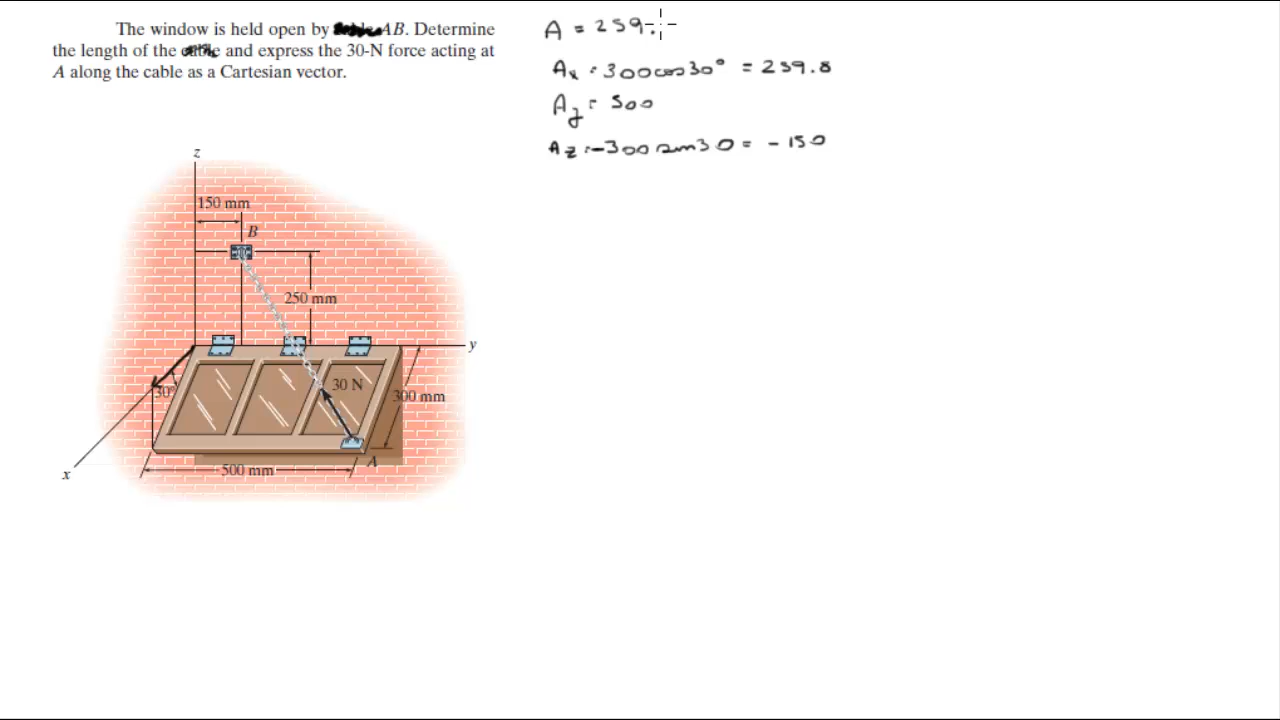 The window is held open by AB. Determine
the length of the and express the 30-N force acting at
A along the cable as a Cartesian vector.
A = 259.
Ax = 300cos30° = 259.8
Ay = 500
Az = -300 sin30 = -150
z
150 mm
B
250 mm
y
30°
30 N
300 mm
A
500 mm
x